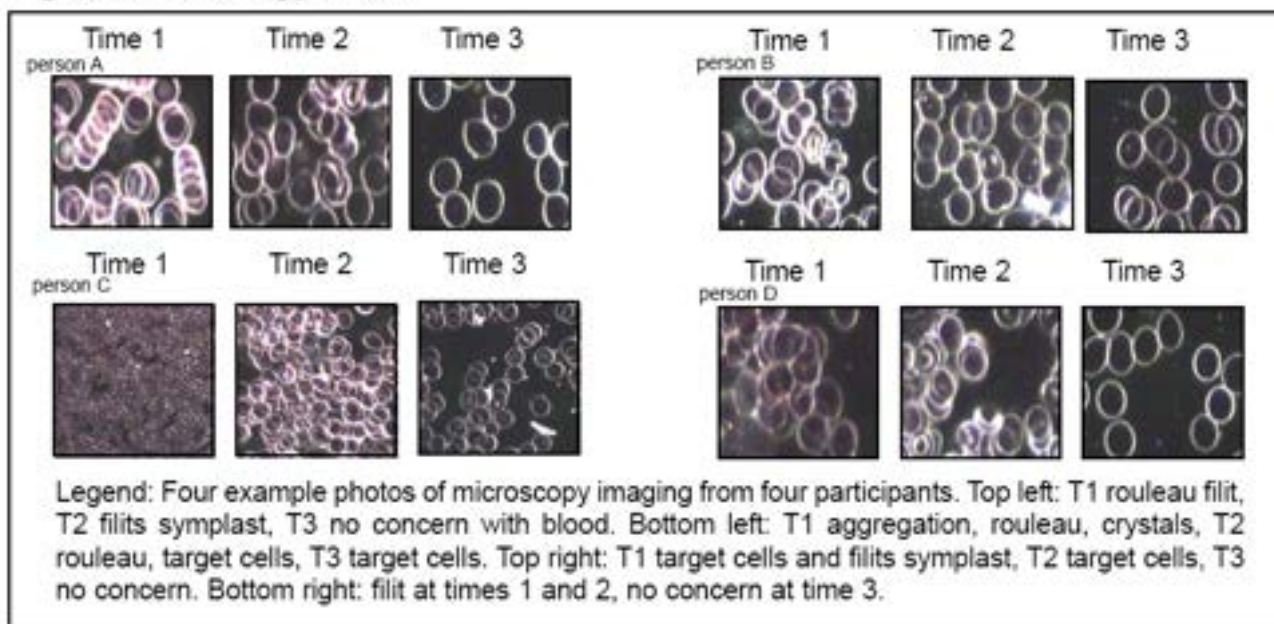 Time 1 Time 2 Time 3
person A
Time 1 Time 2 Time 3
person B
Time 1 Time 2 Time 3
person C
Time 1 Time 2 Time 3
person D
Legend: Four example photos of microscopy imaging from four participants. Top left: T1 rouleau filit,
T2 filits symplast, T3 no concern with blood. Bottom left: T1 aggregation, rouleau, crystals, T2
rouleau, target cells, T3 target cells. Top right: T1 target cells and filits symplast, T2 target cells, T3
no concern. Bottom right: filit at times 1 and 2, no concern at time 3.